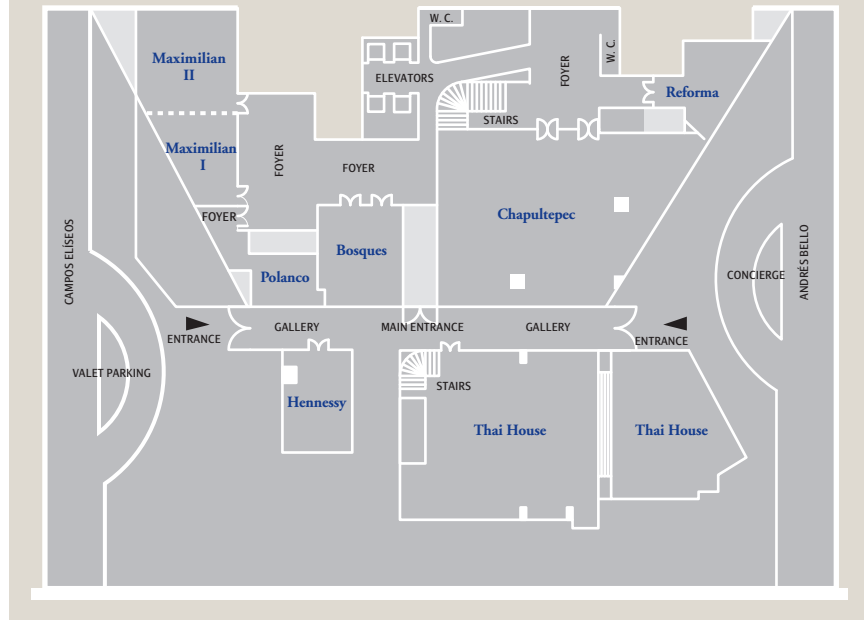 W. C.
Maximilian
II
ELEVATORS
FOYER
W. C.
Reforma
STAIRS
Maximilian
I
FOYER
FOYER
FOYER
Chapultepec
CAMPOS ELÍSEOS
Bosques
Polanco
CONCIERGE
ANDRÉS BELLO
ENTRANCE
GALLERY
MAIN ENTRANCE
GALLERY
ENTRANCE
VALET PARKING
STAIRS
Hennessy
Thai House
Thai House